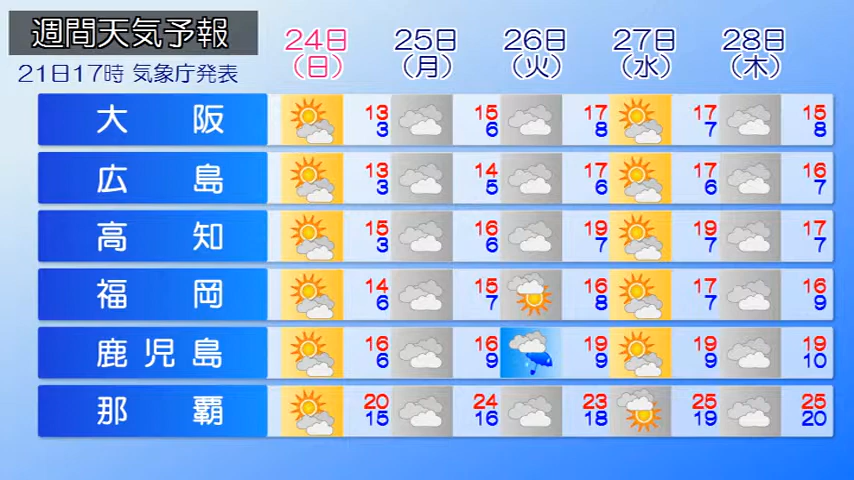 週間天気予報
21日17時 気象庁発表
24日 25日 26日 27日 28日
（日） （月） （火） （水） （木）
大阪 13 3 15 6 17 8 17 7 15 8
広島 13 3 14 5 17 6 17 6 16 7
高知 15 3 16 6 19 7 19 7 17 7
福岡 14 6 15 7 16 8 17 7 16 9
鹿児島 16 6 16 9 19 9 19 9 19 10
那覇 20 15 24 16 23 18 25 19 25 20